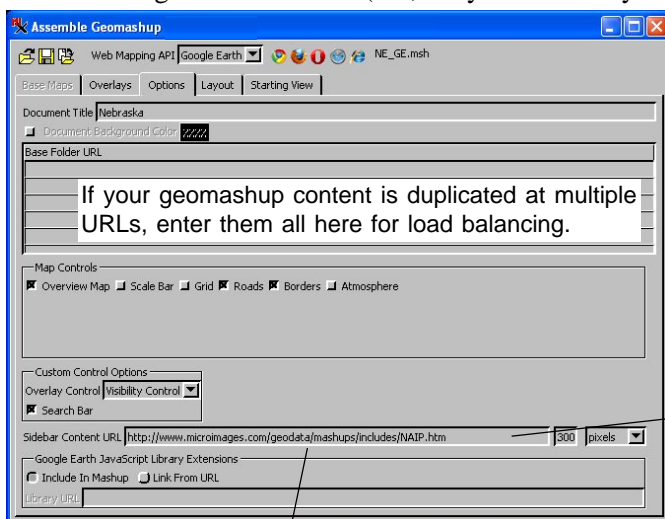 Assemble Geomashup
Web Mapping API Google Earth NE_GE.msh
Base Maps Overlays Options Layout Starting View
Document Title Nebraska
Document Background Color
Base Folder URL
If your geomashup content is duplicated at multiple
URLs, enter them all here for load balancing.
Map Controls
Overview Map Scale Bar Grid Roads Borders Atmosphere
Custom Control Options
Overlay Control Visibility Control
Search Bar
Sidebar Content URL http://www.microimages.com/geodata/mashups/includes/NAIP.htm 300 pixels
Google Earth JavaScript Library Extensions
Include In Mashup Link From URL
Library URL